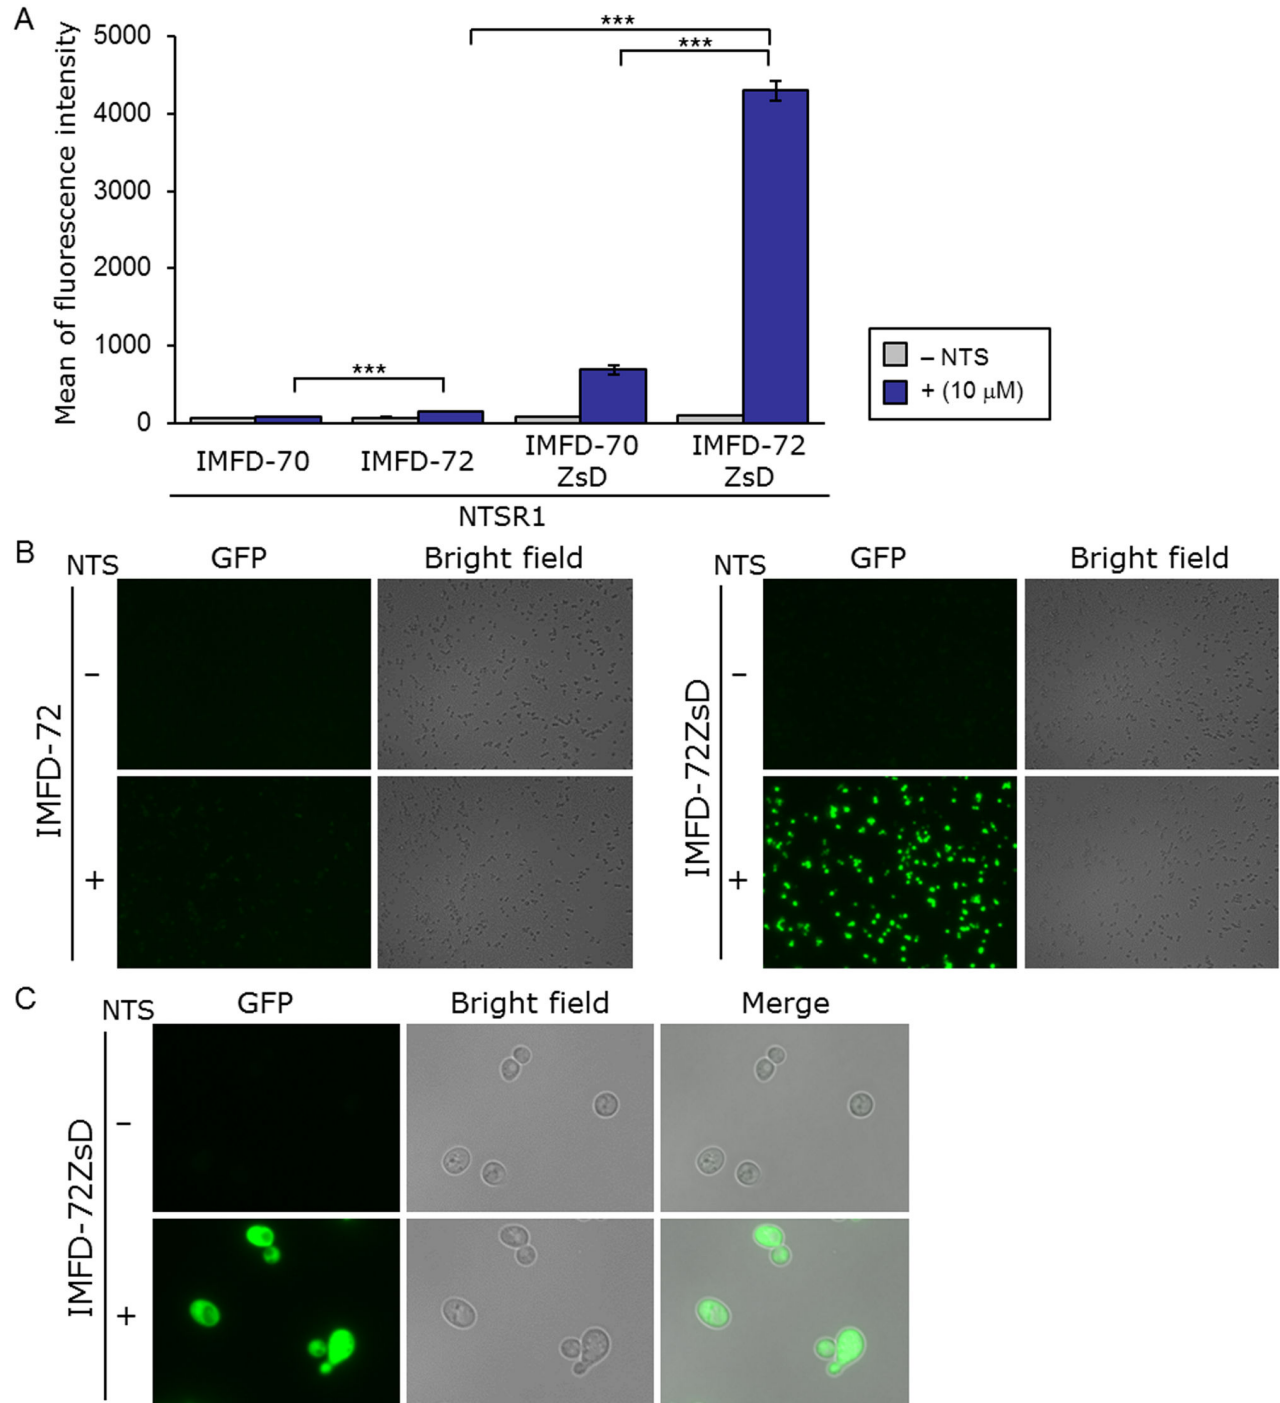 A
Mean of fluorescence intensity
5000
4000
3000
2000
1000
0
***
***
***
– NTS
+ (10 μM)
IMFD-70
IMFD-72
IMFD-70
ZsD
IMFD-72
ZsD
NTSR1
B
NTS
GFP
Bright field
NTS
GFP
Bright field
IMFD-72
–
+
IMFD-72ZsD
–
+
C
NTS
GFP
Bright field
Merge
IMFD-72ZsD
–
+